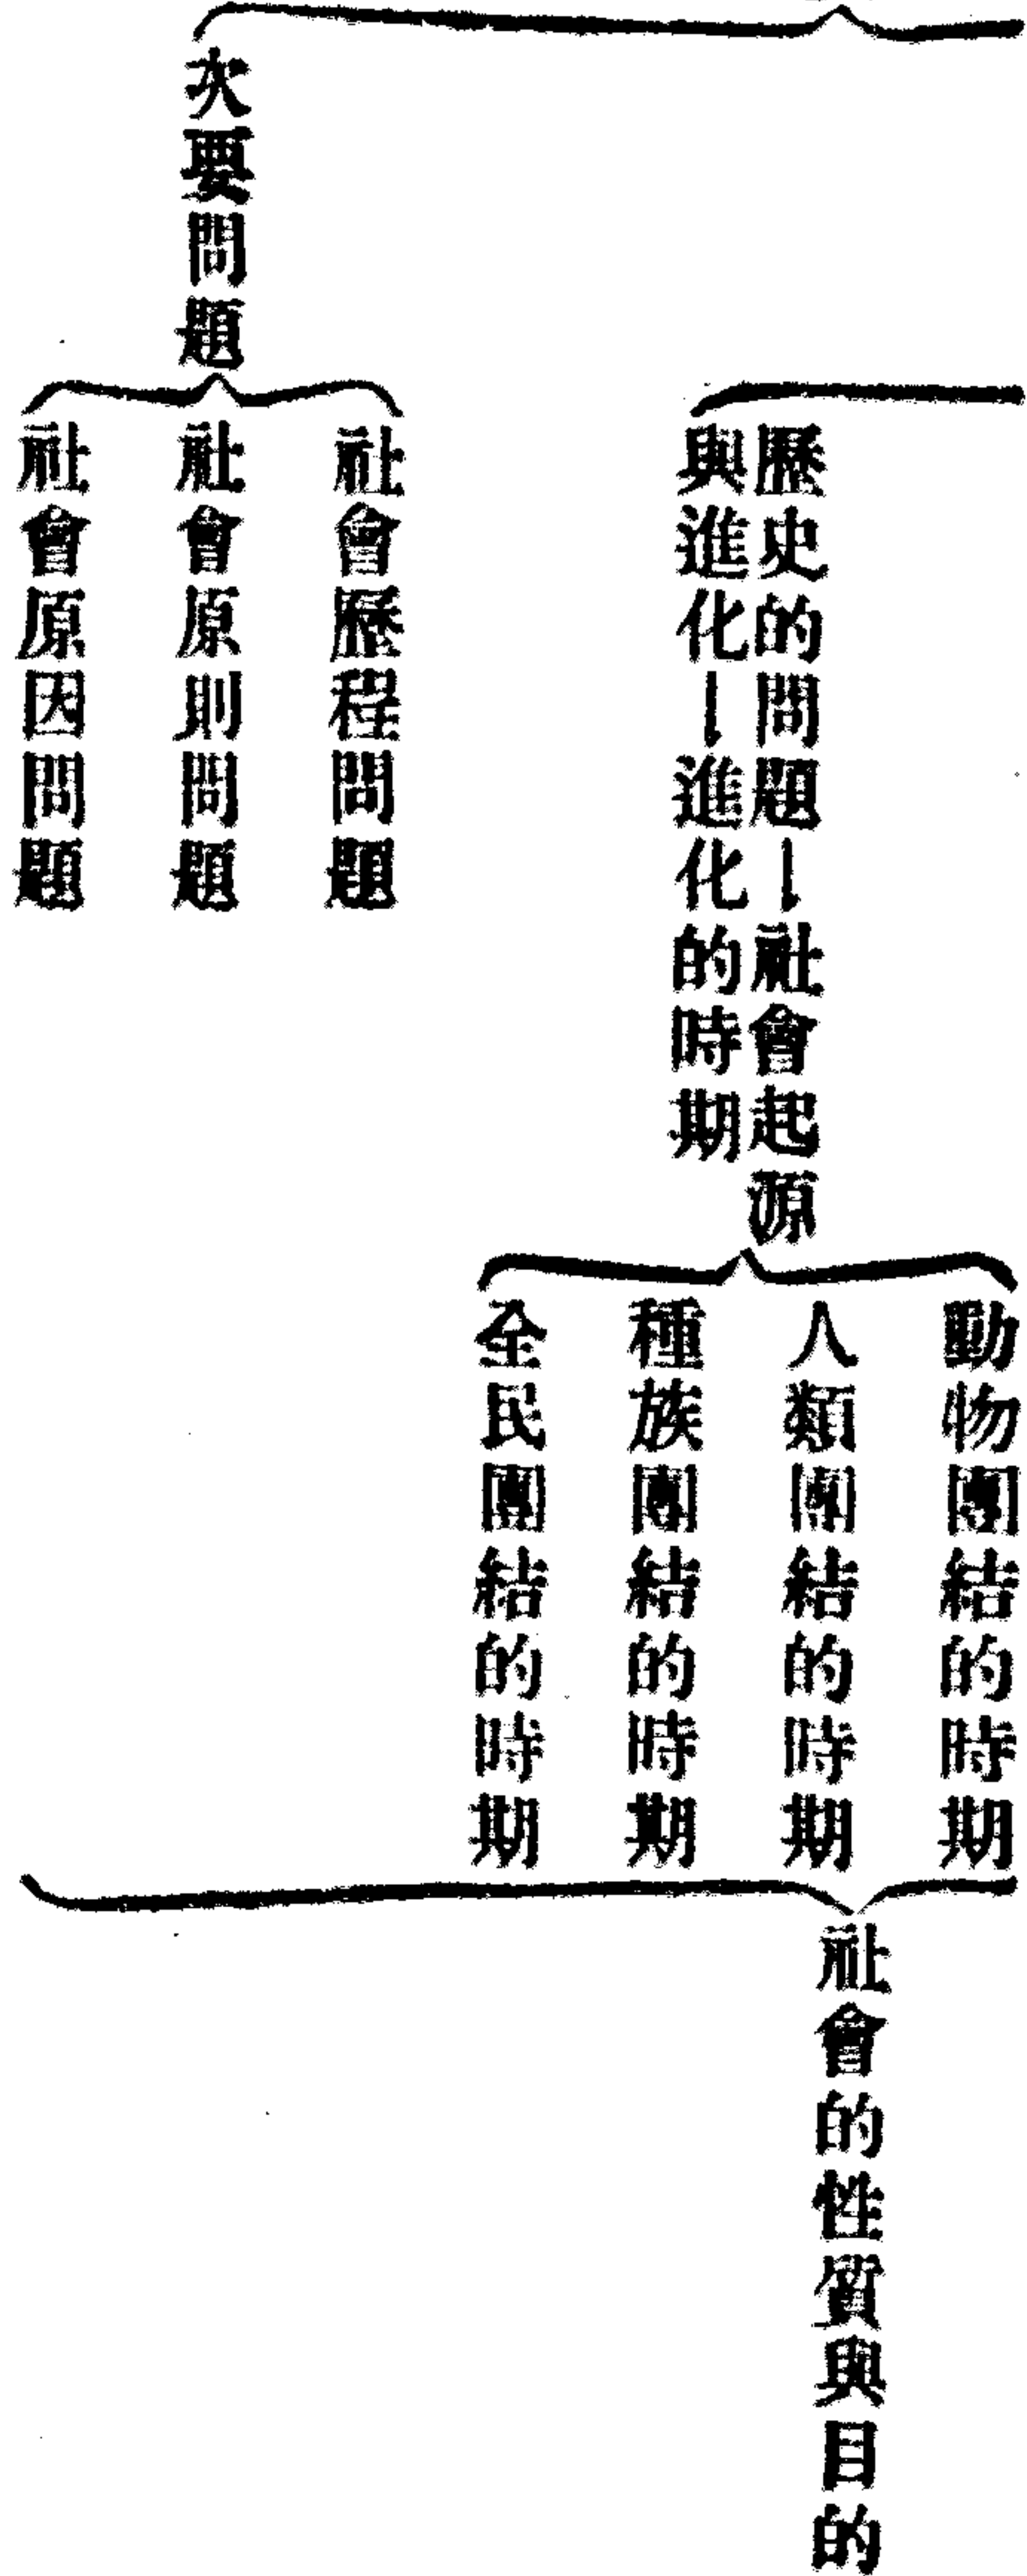 歷史的問題—社會起源
與進化—進化的時期
動物團結的時期
人類團結的時期
種族團結的時期
全民團結的時期
次要問題
社會歷程問題
社會原則問題
社會原因問題
社會的性質與目的